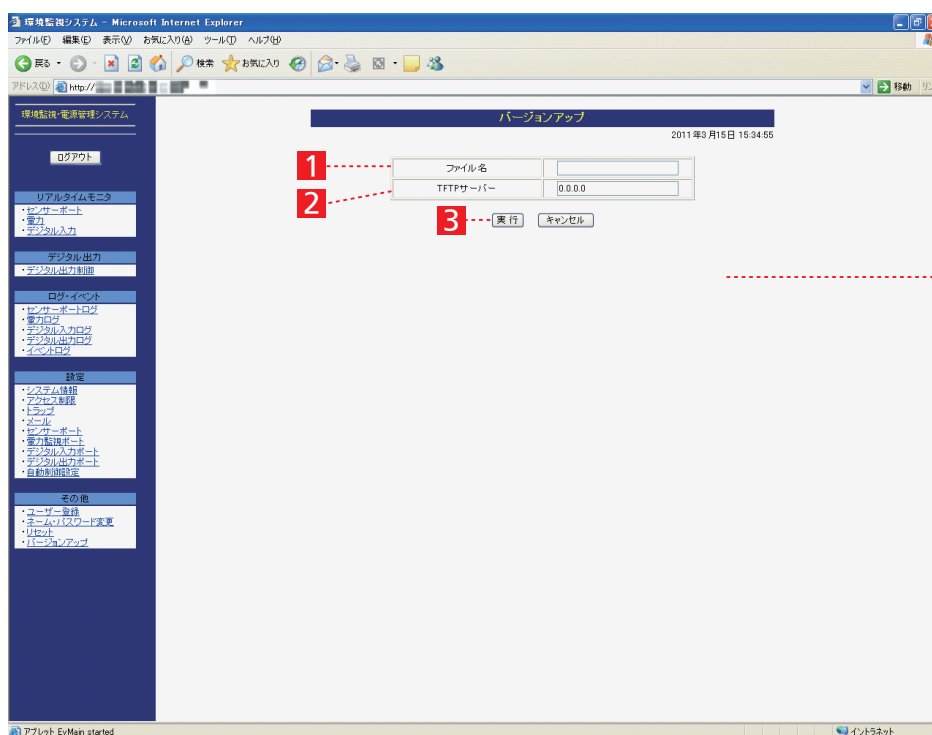 環境監視システム - Microsoft Internet Explorer
ファイル(F) 編集(E) 表示(V) お気に入り(A) ツール(T) ヘルプ(H)
戻る 検索 お気に入り
アドレス(D) http:// 移動
環境監視・電源管理システム
ログアウト
リアルタイムモニタ
・センサーポート
・電力
・デジタル入力
デジタル出力
・デジタル出力制御
ログ・イベント
・センサーポートログ
・電力ログ
・デジタル入力ログ
・デジタル出力ログ
・イベントログ
設定
・システム情報
・アクセス制限
・トラップ
・メール
・センサーポート
・電力監視ポート
・デジタル入力ポート
・デジタル出力ポート
・自動制御設定
その他
・ユーザー登録
・ネーム・パスワード変更
・リセット
・バージョンアップ
バージョンアップ
2011年3月15日 15:34:55
1 ファイル名
2 TFTPサーバー 0.0.0.0
3 実行 キャンセル
アプレット EvMain started イントラネット